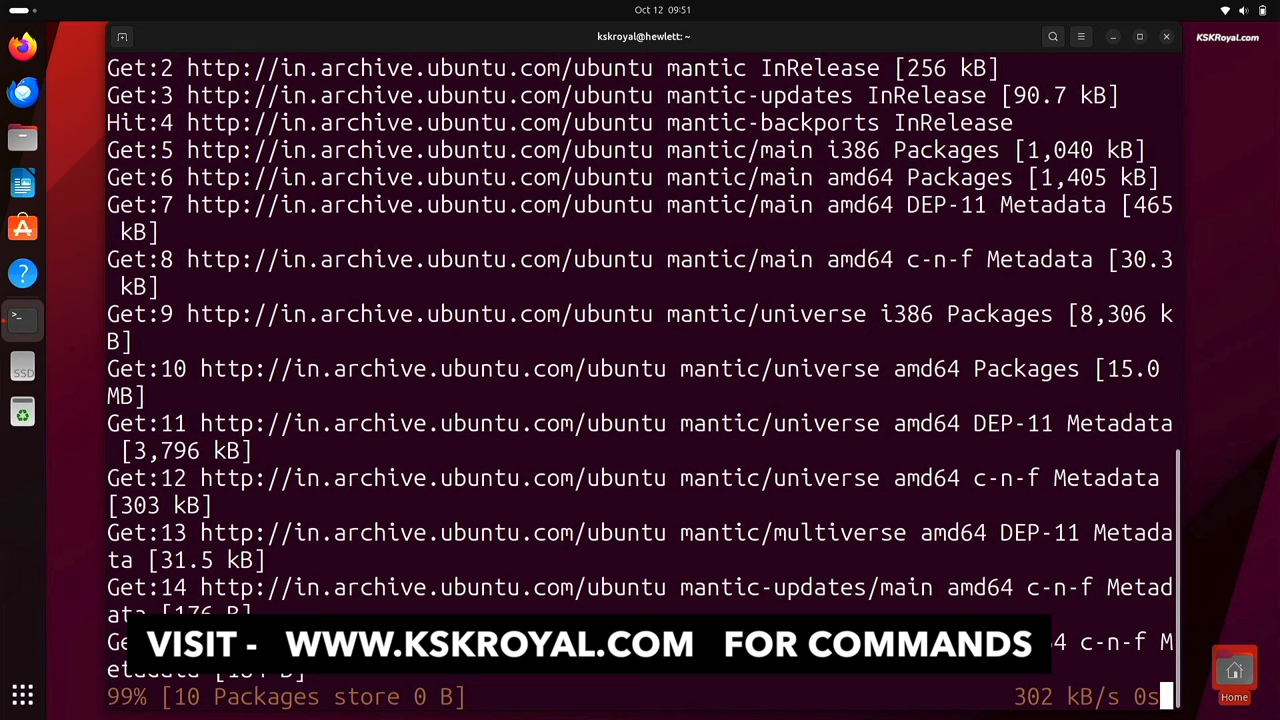 Oct 12 09:51
kskroyal@hewlett: ~
KSKRoyal.com
Get:2 http://in.archive.ubuntu.com/ubuntu mantic InRelease [256 kB]
Get:3 http://in.archive.ubuntu.com/ubuntu mantic-updates InRelease [90.7 kB]
Hit:4 http://in.archive.ubuntu.com/ubuntu mantic-backports InRelease
Get:5 http://in.archive.ubuntu.com/ubuntu mantic/main i386 Packages [1,040 kB]
Get:6 http://in.archive.ubuntu.com/ubuntu mantic/main amd64 Packages [1,405 kB]
Get:7 http://in.archive.ubuntu.com/ubuntu mantic/main amd64 DEP-11 Metadata [465
kB]
Get:8 http://in.archive.ubuntu.com/ubuntu mantic/main amd64 c-n-f Metadata [30.3
kB]
Get:9 http://in.archive.ubuntu.com/ubuntu mantic/universe i386 Packages [8,306 k
B]
Get:10 http://in.archive.ubuntu.com/ubuntu mantic/universe amd64 Packages [15.0
MB]
Get:11 http://in.archive.ubuntu.com/ubuntu mantic/universe amd64 DEP-11 Metadata
[3,796 kB]
Get:12 http://in.archive.ubuntu.com/ubuntu mantic/universe amd64 c-n-f Metadata
[303 kB]
Get:13 http://in.archive.ubuntu.com/ubuntu mantic/multiverse amd64 DEP-11 Metada
ta [31.5 kB]
Get:14 http://in.archive.ubuntu.com/ubuntu mantic-updates/main amd64 c-n-f Metad
ata [176 B]
VISIT - WWW.KSKROYAL.COM FOR COMMANDS
4 c-n-f M
99% [10 Packages store 0 B] 302 kB/s 0s
SSD
Home